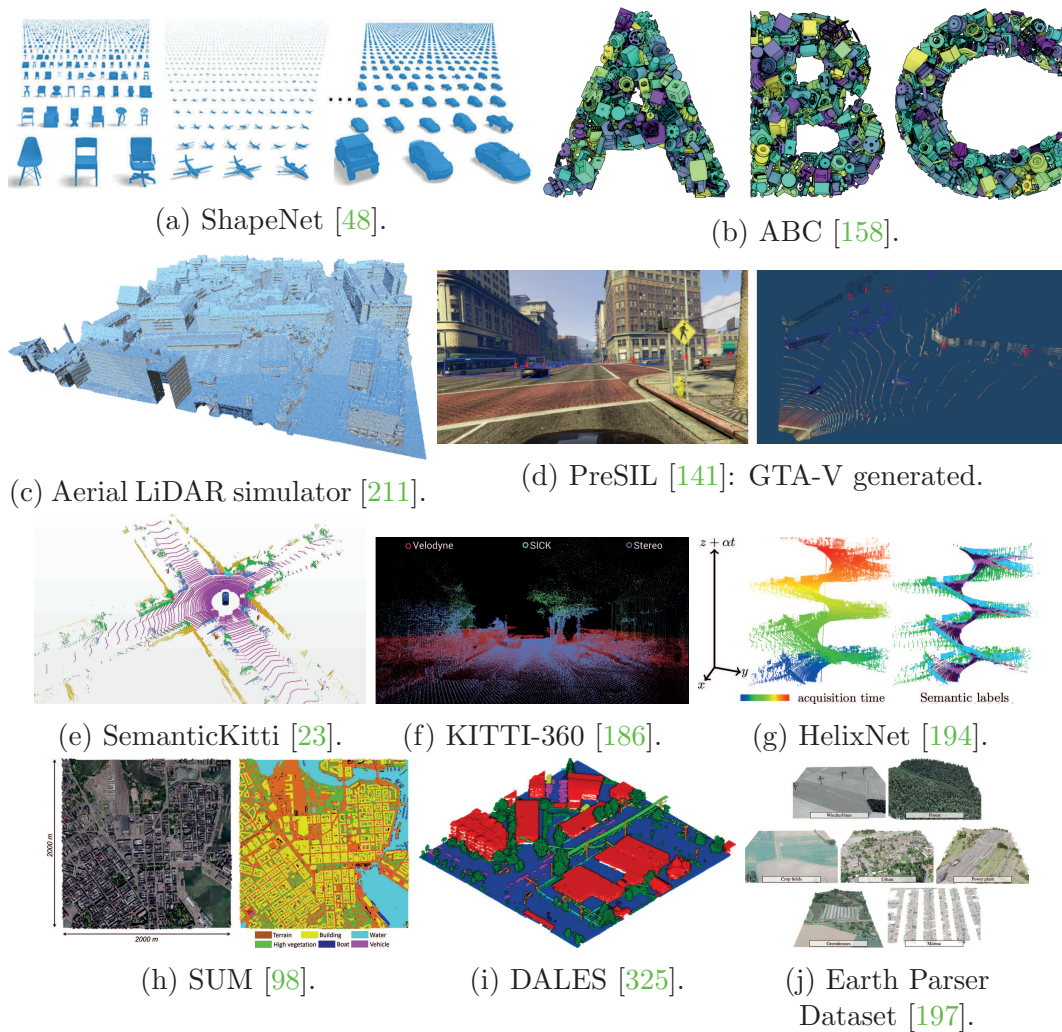 ...
ABC
(a) ShapeNet [48].
(b) ABC [158].
(c) Aerial LiDAR simulator [211].
(d) PreSIL [141]: GTA-V generated.
Velodyne SICK Stereo
z + αt
x
y
acquisition time
Semantic labels
(e) SemanticKitti [23].
(f) KITTI-360 [186].
(g) HelixNet [194].
2000 m
2000 m
Terrain Building Water
High vegetation Boat Vehicle
Windturbines
Forest
Crop fields
Urban
Power plant
Greenhouses
Marina
(h) SUM [98].
(i) DALES [325].
(j) Earth Parser
Dataset [197].